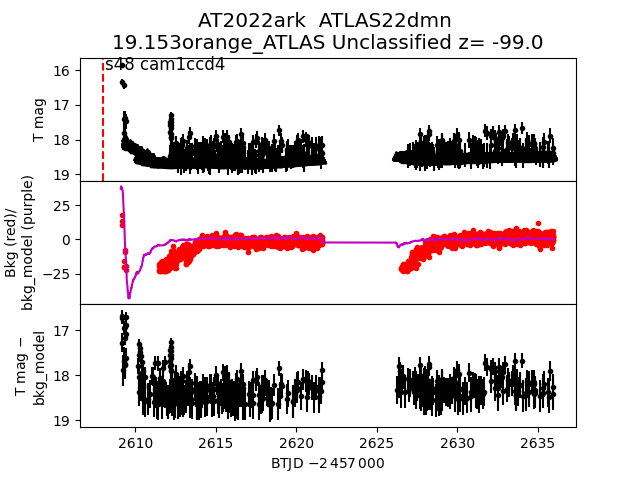 AT2022ark  ATLAS22dmn
19.153orange_ATLAS Unclassified z= -99.0
s48 cam1ccd4
T mag
16
17
18
19
Bkg (red)/
bkg_model (purple)
25
0
−25
T mag −
bkg_model
17
18
19
2610 2615 2620 2625 2630 2635
BTJD −2 457 000